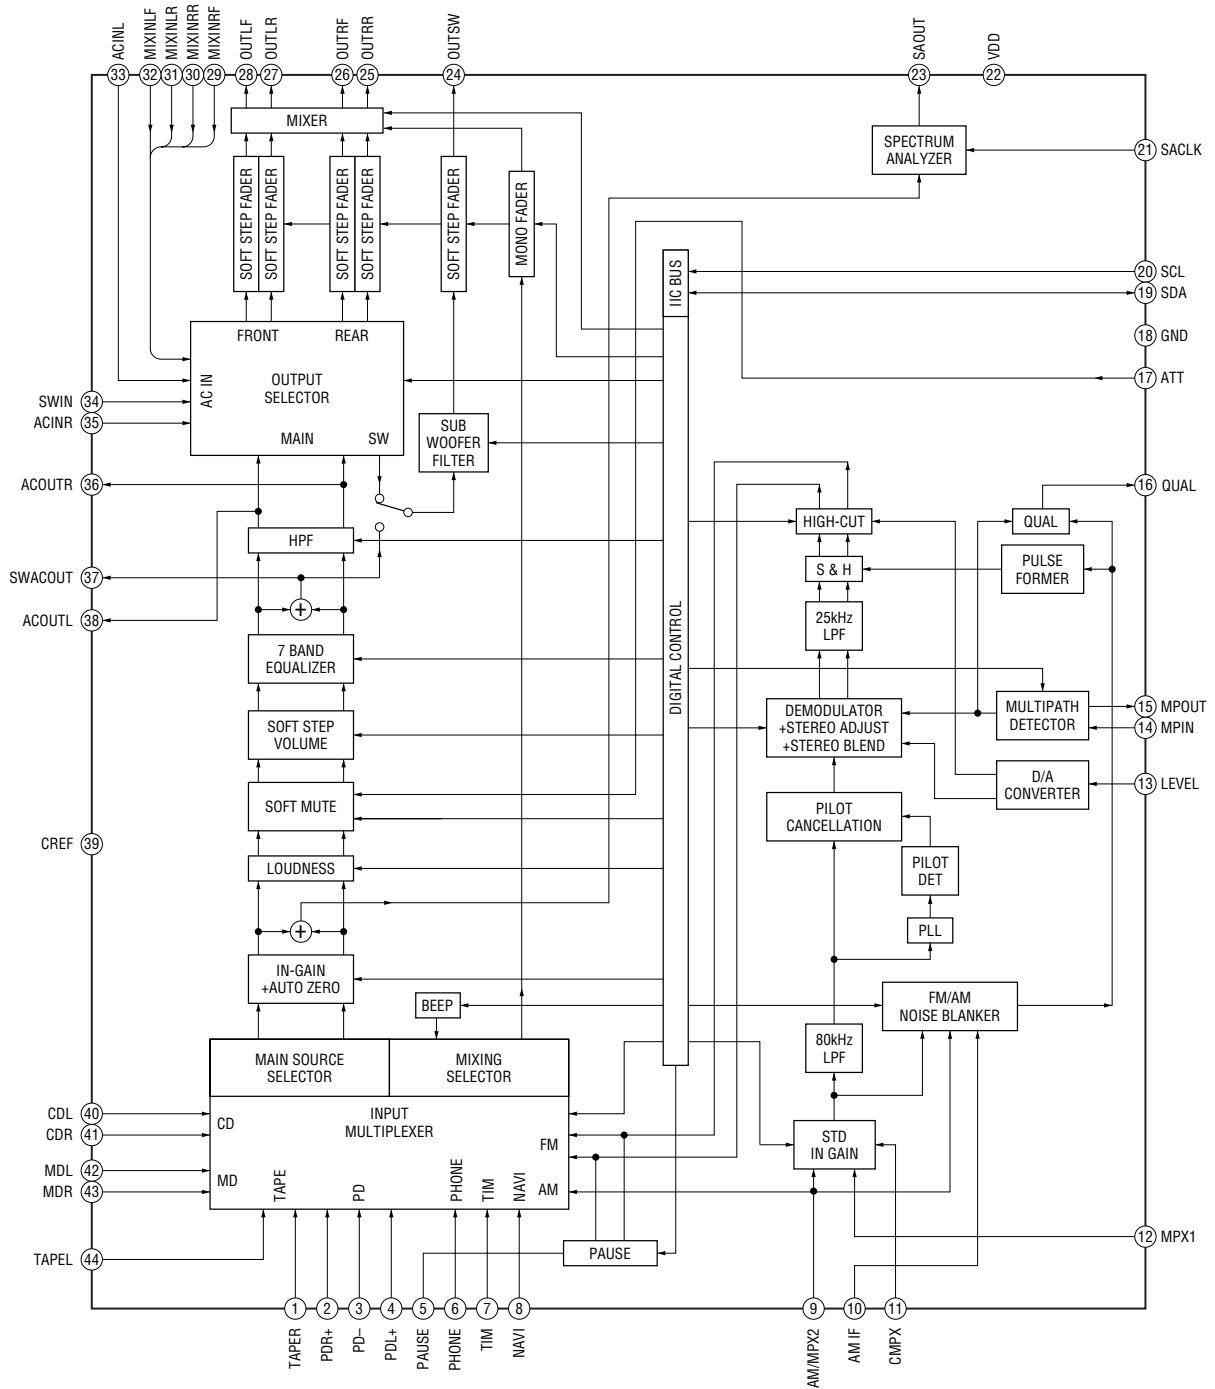 ACINL
MIXINLF
MIXINLR
MIXINRR
MIXINRF
OUTLF
OUTLR
OUTRF
OUTRR
OUTSW
SAOUT
VDD
33
32
31
30
29
28
27
26
25
24
23
22
MIXER
SPECTRUM
ANALYZER
21 SACLK
SOFT STEP FADER
SOFT STEP FADER
SOFT STEP FADER
SOFT STEP FADER
SOFT STEP FADER
MONO FADER
IIC BUS
20 SCL
19 SDA
18 GND
17 ATT
FRONT
REAR
OUTPUT
SELECTOR
AC IN
MAIN
SW
SWIN 34
ACINR 35
SUB
WOOFER
FILTER
ACOUTR 36
16 QUAL
HIGH-CUT
QUAL
HPF
PULSE
FORMER
S & H
SWACOUT 37
+
25kHz
LPF
ACOUTL 38
7 BAND
EQUALIZER
DIGITAL CONTROL
DEMODULATOR
+STEREO ADJUST
+STEREO BLEND
MULTIPATH
DETECTOR
15 MPOUT
14 MPIN
SOFT STEP
VOLUME
D/A
CONVERTER
13 LEVEL
SOFT MUTE
PILOT
CANCELLATION
CREF 39
LOUDNESS
PILOT
DET
+
PLL
IN-GAIN
+AUTO ZERO
BEEP
FM/AM
NOISE BLANKER
80kHz
LPF
MAIN SOURCE
SELECTOR
MIXING
SELECTOR
CDL 40
CDR 41
CD
INPUT
MULTIPLEXER
FM
STD
IN GAIN
MDL 42
MDR 43
MD
TAPE
PD
PHONE
TIM
NAVI
AM
12 MPX1
TAPEL 44
PAUSE
1
2
3
4
5
6
7
8
9
10
11
TAPER
PDR+
PD–
PDL+
PAUSE
PHONE
TIM
NAVI
AM/MPX2
AM IF
CMPX